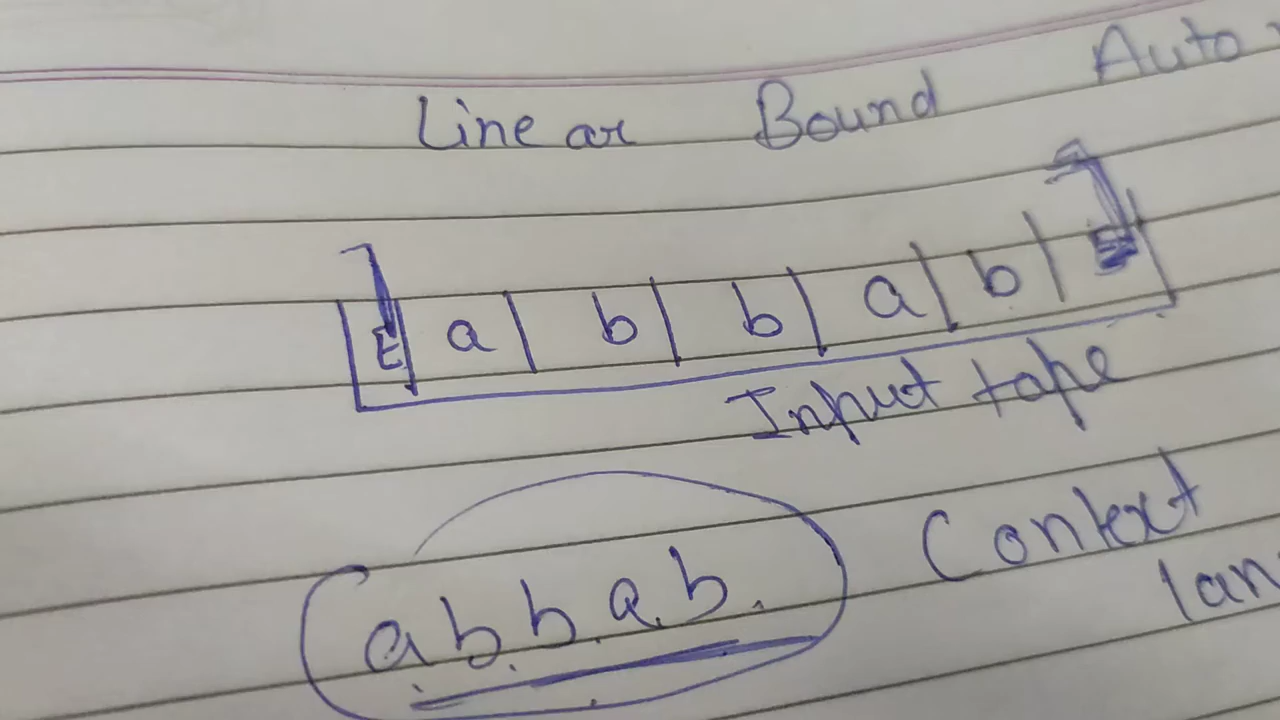 Linear Bound Auto
E a b b a b
Input tape
abbab. Context
lan